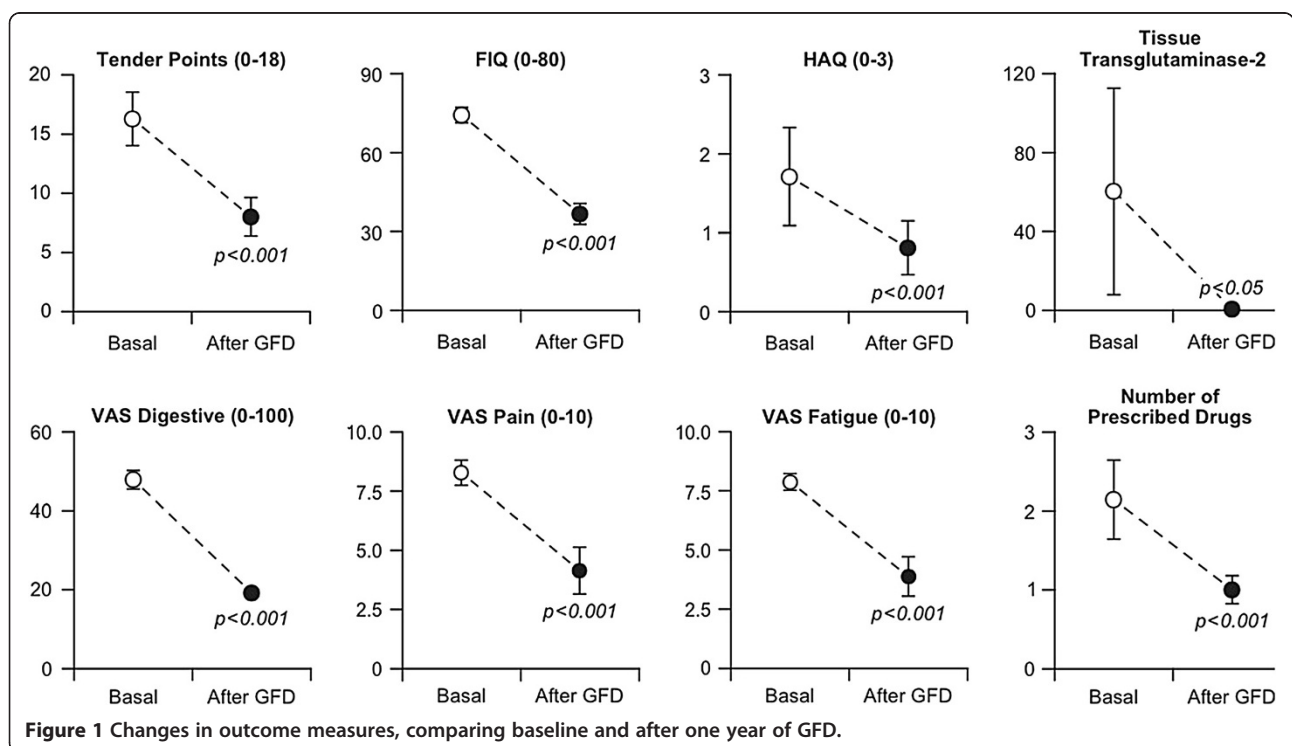 Tender Points (0-18)
20
15
10
5
0
p<0.001
Basal After GFD
FIQ (0-80)
90
60
30
0
p<0.001
Basal After GFD
HAQ (0-3)
3
2
1
0
p<0.001
Basal After GFD
Tissue
Transglutaminase-2
120
80
40
0
p<0.05
Basal After GFD
VAS Digestive (0-100)
60
40
20
0
p<0.001
Basal After GFD
VAS Pain (0-10)
10.0
7.5
5.0
2.5
0
p<0.001
Basal After GFD
VAS Fatigue (0-10)
10.0
7.5
5.0
2.5
0
p<0.001
Basal After GFD
Number of
Prescribed Drugs
3
2
1
0
p<0.001
Basal After GFD
Figure 1 Changes in outcome measures, comparing baseline and after one year of GFD.